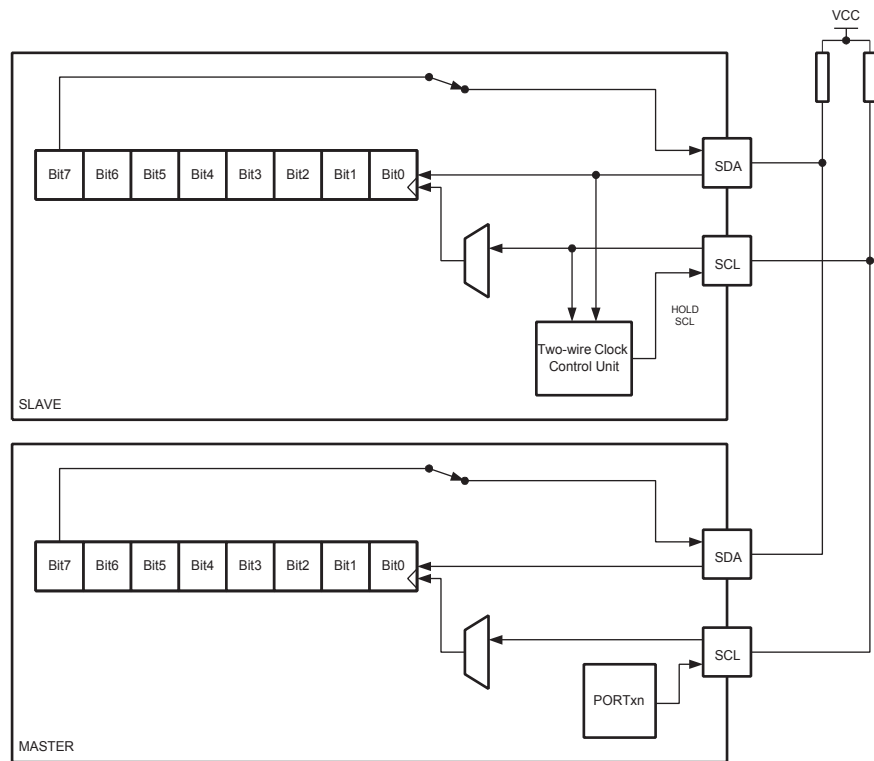 VCC
Bit7 Bit6 Bit5 Bit4 Bit3 Bit2 Bit1 Bit0
SDA
SCL
HOLD
SCL
Two-wire Clock
Control Unit
SLAVE
Bit7 Bit6 Bit5 Bit4 Bit3 Bit2 Bit1 Bit0
SDA
SCL
PORTxn
MASTER